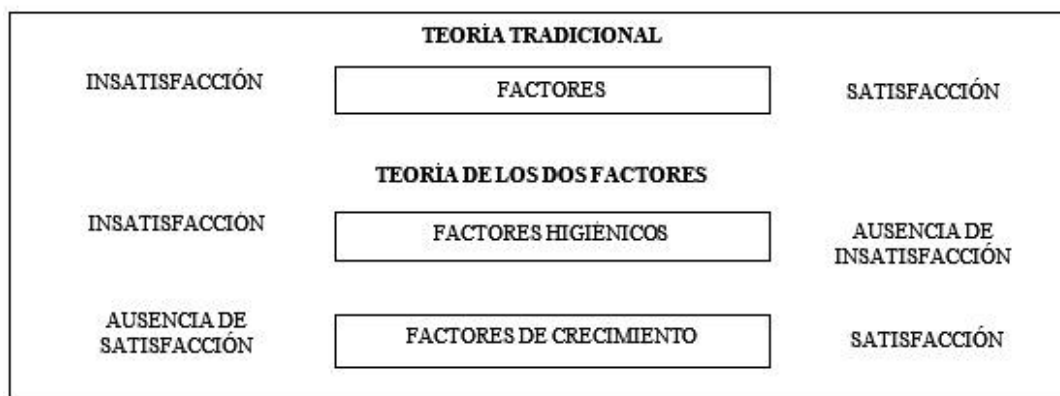 TEORÍA TRADICIONAL
INSATISFACCIÓN
FACTORES
SATISFACCIÓN
TEORÍA DE LOS DOS FACTORES
INSATISFACCIÓN
FACTORES HIGIÉNICOS
AUSENCIA DE
INSATISFACCIÓN
AUSENCIA DE
SATISFACCIÓN
FACTORES DE CRECIMIENTO
SATISFACCIÓN